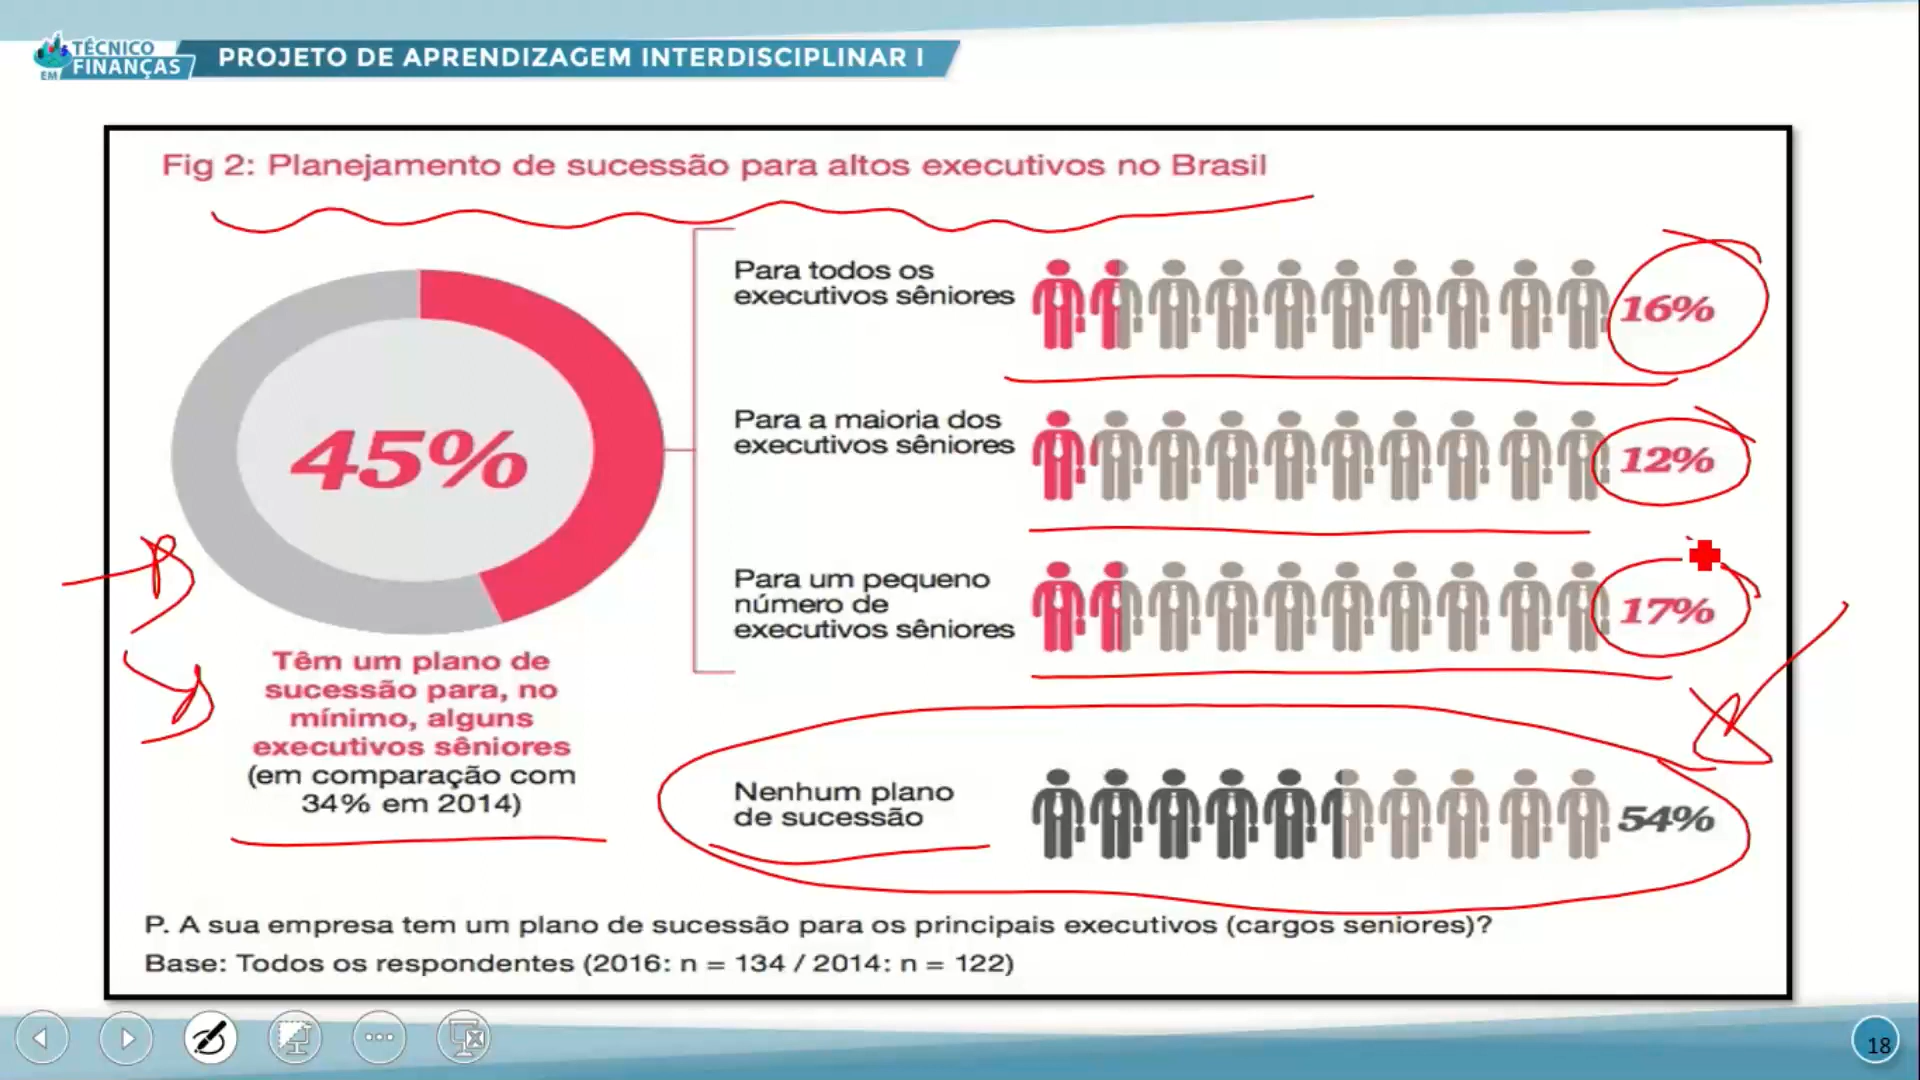 TÉCNICO
EM FINANÇAS
PROJETO DE APRENDIZAGEM INTERDISCIPLINAR I
Fig 2: Planejamento de sucessão para altos executivos no Brasil
45%
Têm um plano de
sucessão para, no
mínimo, alguns
executivos sêniores
(em comparação com
34% em 2014)
Para todos os
executivos sêniores
16%
Para a maioria dos
executivos sêniores
12%
Para um pequeno
número de
executivos sêniores
17%
Nenhum plano
de sucessão
54%
P. A sua empresa tem um plano de sucessão para os principais executivos (cargos seniores)?
Base: Todos os respondentes (2016: n = 134 / 2014: n = 122)
18